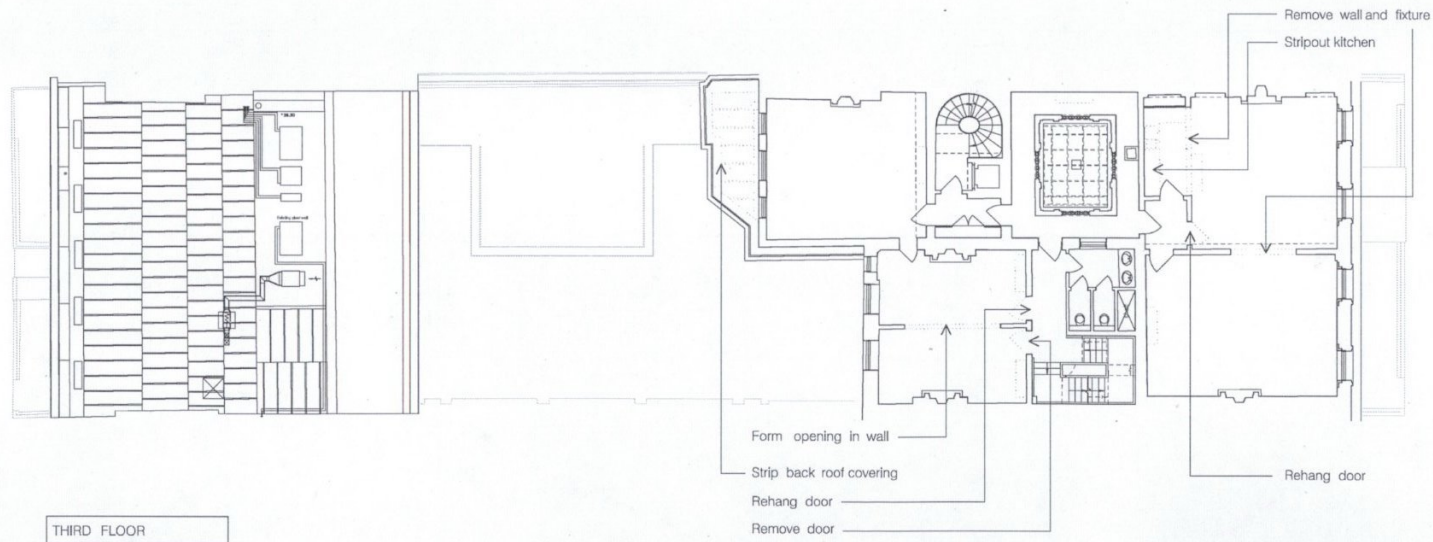 Remove wall and fixture
Stripout kitchen
Form opening in wall
Strip back roof covering
Rehang door
Rehang door
Remove door
THIRD FLOOR